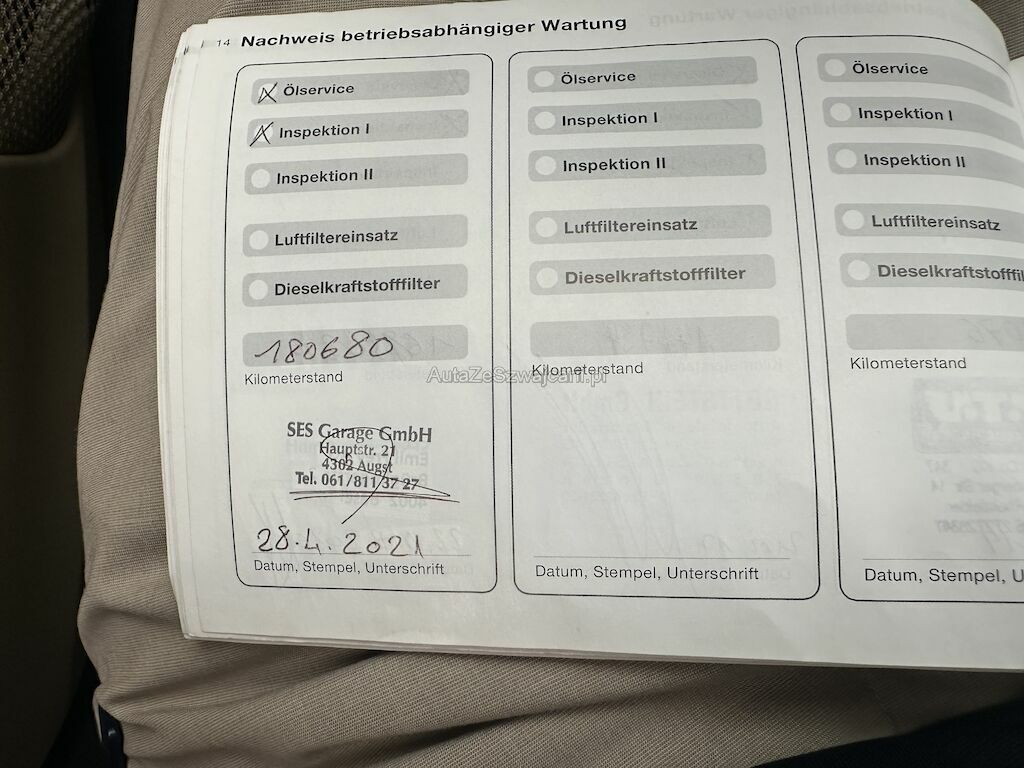 14 Nachweis betriebsabhängiger Wartung
X Ölservice
X Inspektion I
Inspektion II
Luftfiltereinsatz
Dieselkraftstofffilter
180680
Kilometerstand
SES Garage GmbH
Hauptstr. 21
4302 Augst
Tel. 061/811 37 27
28.4.2021
Datum, Stempel, Unterschrift
Ölservice
Inspektion I
Inspektion II
Luftfiltereinsatz
Dieselkraftstofffilter
Kilometerstand
Datum, Stempel, Unterschrift
Ölservice
Inspektion I
Inspektion II
Luftfiltereinsatz
Dieselkraftstofffil
Kilometerstand
Datum, Stempel, U
AutaZeSzwajcarii.pl